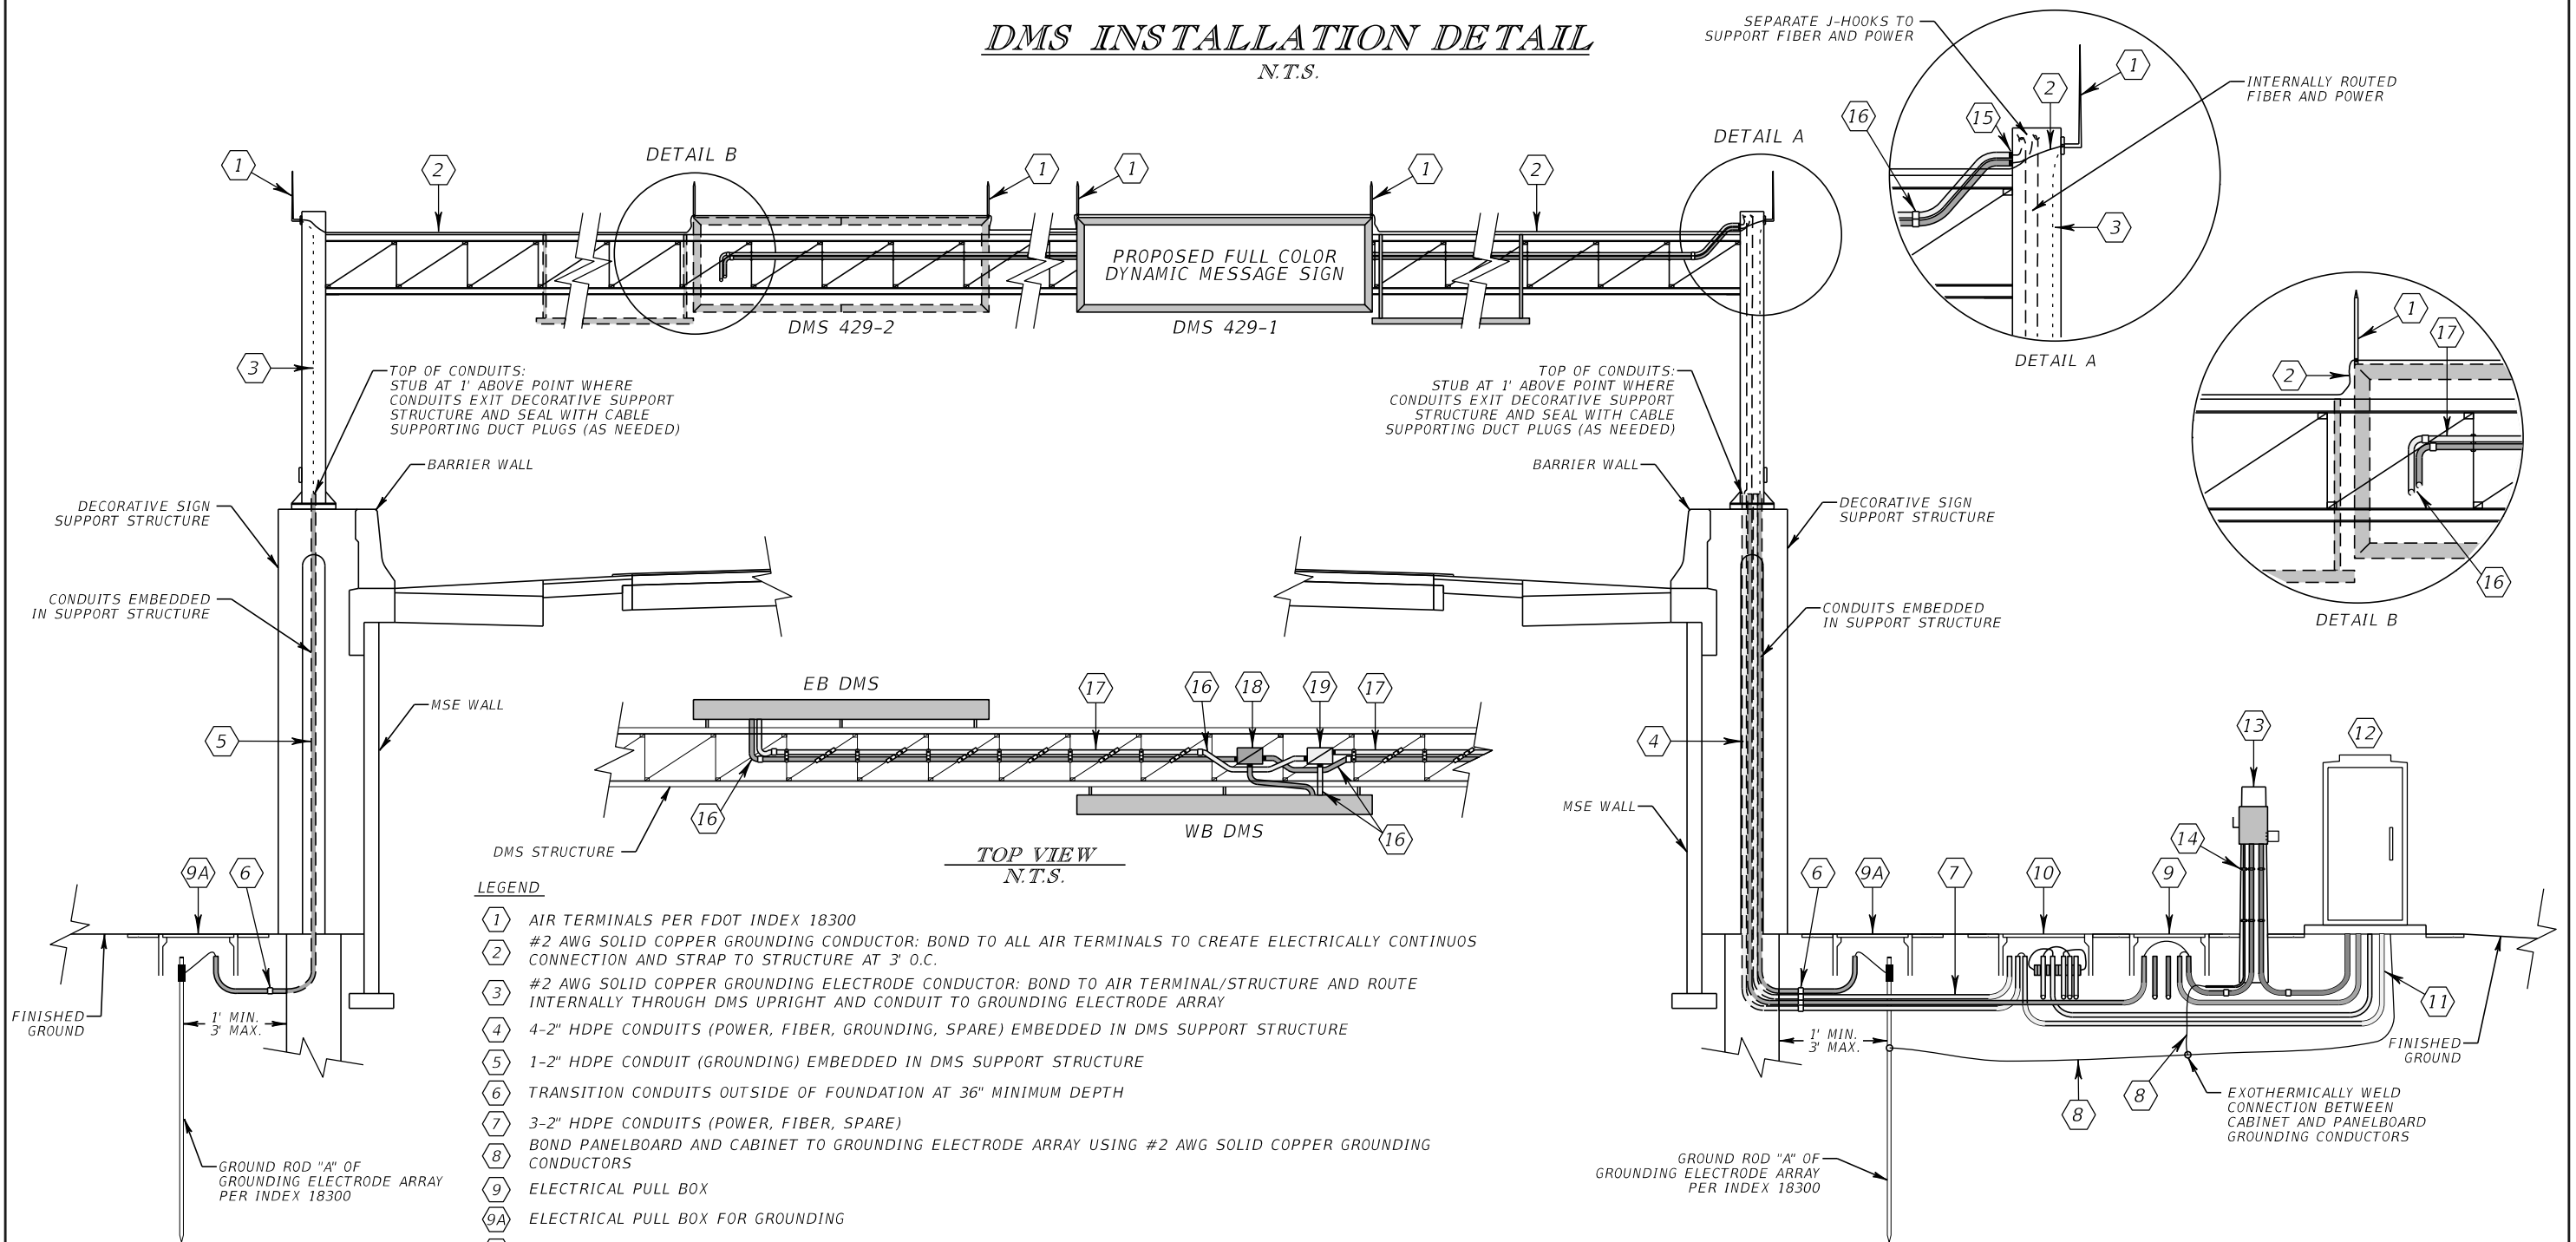 DMS INSTALLATION DETAIL
N.T.S.
SEPARATE J-HOOKS TO
SUPPORT FIBER AND POWER
1
2
INTERNALLY ROUTED
FIBER AND POWER
16
15
3
DETAIL A
1
2
DETAIL B
1
1
1
2
DETAIL A
PROPOSED FULL COLOR
DYNAMIC MESSAGE SIGN
DMS 429-2
DMS 429-1
1
17
2
16
DETAIL B
3
TOP OF CONDUITS:
STUB AT 1' ABOVE POINT WHERE
CONDUITS EXIT DECORATIVE SUPPORT
STRUCTURE AND SEAL WITH CABLE
SUPPORTING DUCT PLUGS (AS NEEDED)
TOP OF CONDUITS:
STUB AT 1' ABOVE POINT WHERE
CONDUITS EXIT DECORATIVE SUPPORT
STRUCTURE AND SEAL WITH CABLE
SUPPORTING DUCT PLUGS (AS NEEDED)
BARRIER WALL
BARRIER WALL
DECORATIVE SIGN
SUPPORT STRUCTURE
DECORATIVE SIGN
SUPPORT STRUCTURE
CONDUITS EMBEDDED
IN SUPPORT STRUCTURE
CONDUITS EMBEDDED
IN SUPPORT STRUCTURE
MSE WALL
5
EB DMS
17
16
18
19
17
16
WB DMS
16
DMS STRUCTURE
TOP VIEW
N.T.S.
4
MSE WALL
13
12
14
9A
6
6
9A
7
10
9
11
FINISHED
GROUND
1' MIN.
3' MAX.
1' MIN.
3' MAX.
FINISHED
GROUND
8
8
EXOTHERMICALLY WELD
CONNECTION BETWEEN
CABINET AND PANELBOARD
GROUNDING CONDUCTORS
GROUND ROD "A" OF
GROUNDING ELECTRODE ARRAY
PER INDEX 18300
GROUND ROD "A" OF
GROUNDING ELECTRODE ARRAY
PER INDEX 18300
LEGEND
1 AIR TERMINALS PER FDOT INDEX 18300
2 #2 AWG SOLID COPPER GROUNDING CONDUCTOR: BOND TO ALL AIR TERMINALS TO CREATE ELECTRICALLY CONTINUOS
CONNECTION AND STRAP TO STRUCTURE AT 3' O.C.
3 #2 AWG SOLID COPPER GROUNDING ELECTRODE CONDUCTOR: BOND TO AIR TERMINAL/STRUCTURE AND ROUTE
INTERNALLY THROUGH DMS UPRIGHT AND CONDUIT TO GROUNDING ELECTRODE ARRAY
4 4-2" HDPE CONDUITS (POWER, FIBER, GROUNDING, SPARE) EMBEDDED IN DMS SUPPORT STRUCTURE
5 1-2" HDPE CONDUIT (GROUNDING) EMBEDDED IN DMS SUPPORT STRUCTURE
6 TRANSITION CONDUITS OUTSIDE OF FOUNDATION AT 36" MINIMUM DEPTH
7 3-2" HDPE CONDUITS (POWER, FIBER, SPARE)
8 BOND PANELBOARD AND CABINET TO GROUNDING ELECTRODE ARRAY USING #2 AWG SOLID COPPER GROUNDING
CONDUCTORS
9 ELECTRICAL PULL BOX
9A ELECTRICAL PULL BOX FOR GROUNDING